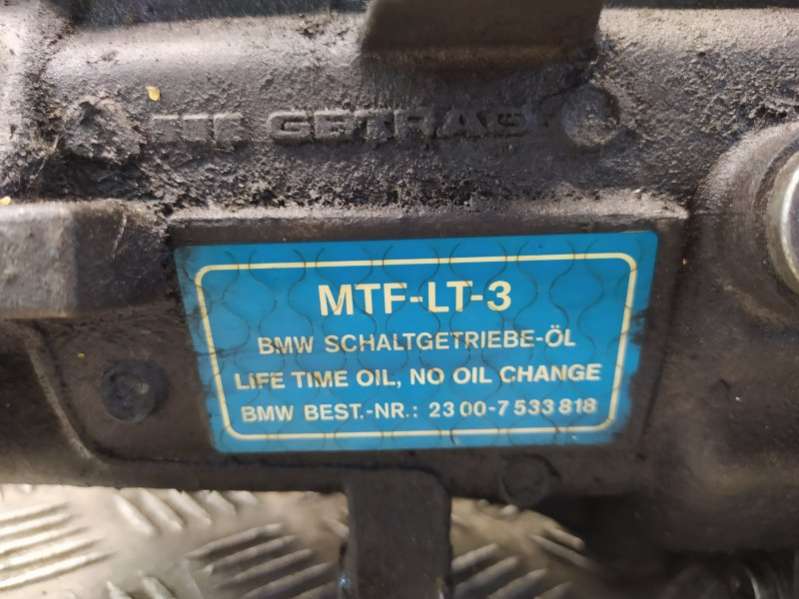 GETRAG
MTF-LT-3
BMW SCHALTGETRIEBE-ÖL
LIFE TIME OIL, NO OIL CHANGE
BMW BEST.-NR.: 23 00-7 533 818